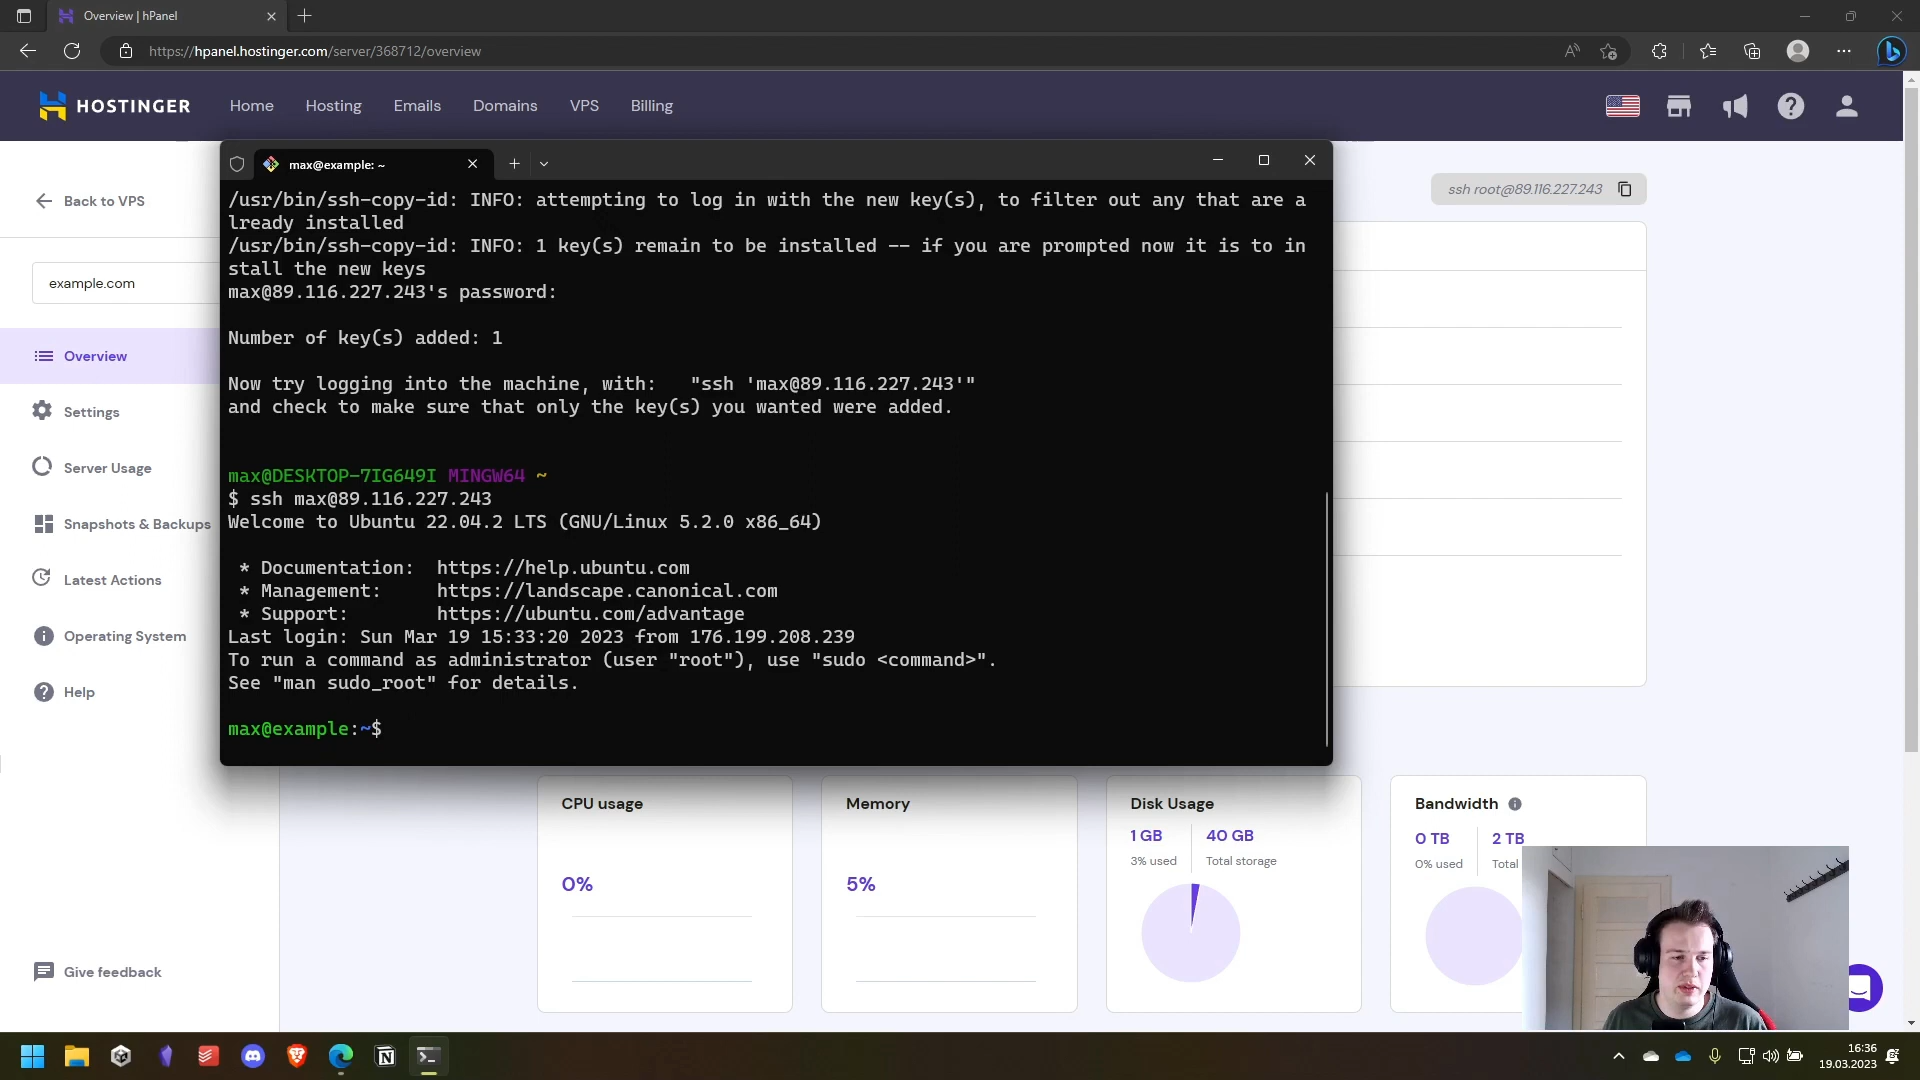 Overview | hPanel
https://hpanel.hostinger.com/server/368712/overview
HOSTINGER
Home
Hosting
Emails
Domains
VPS
Billing
Back to VPS
example.com
Overview
Settings
Server Usage
Snapshots & Backups
Latest Actions
Operating System
Help
Give feedback
ssh root@89.116.227.243
max@example: ~
/usr/bin/ssh-copy-id: INFO: attempting to log in with the new key(s), to filter out any that are a
lready installed
/usr/bin/ssh-copy-id: INFO: 1 key(s) remain to be installed -- if you are prompted now it is to in
stall the new keys
max@89.116.227.243's password:
Number of key(s) added: 1
Now try logging into the machine, with:   "ssh 'max@89.116.227.243'"
and check to make sure that only the key(s) you wanted were added.
max@DESKTOP-7IG649I MINGW64 ~
$ ssh max@89.116.227.243
Welcome to Ubuntu 22.04.2 LTS (GNU/Linux 5.2.0 x86_64)
* Documentation:  https://help.ubuntu.com
* Management:     https://landscape.canonical.com
* Support:        https://ubuntu.com/advantage
Last login: Sun Mar 19 15:33:20 2023 from 176.199.208.239
To run a command as administrator (user "root"), use "sudo <command>".
See "man sudo_root" for details.
max@example:~$
CPU usage
0%
Memory
5%
Disk Usage
1 GB
40 GB
3% used
Total storage
Bandwidth
0 TB
2 TB
0% used
Total
16:36
19.03.2023